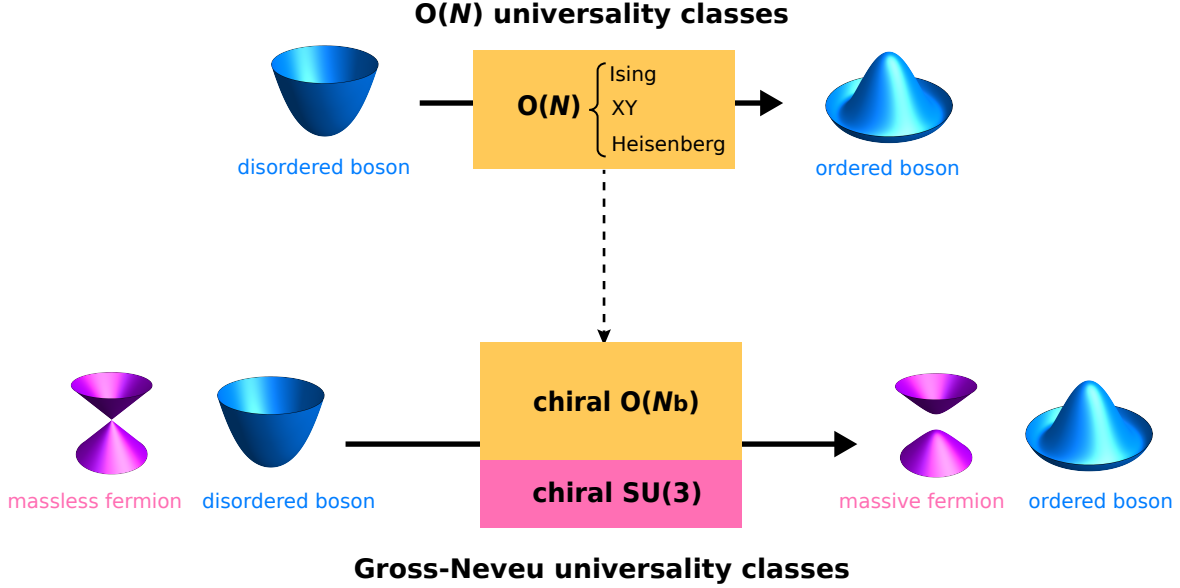 O(N) universality classes
Ising
O(N)
XY
Heisenberg
disordered boson
ordered boson
chiral O(Nb)
chiral SU(3)
massless fermion
disordered boson
massive fermion
ordered boson
Gross-Neveu universality classes